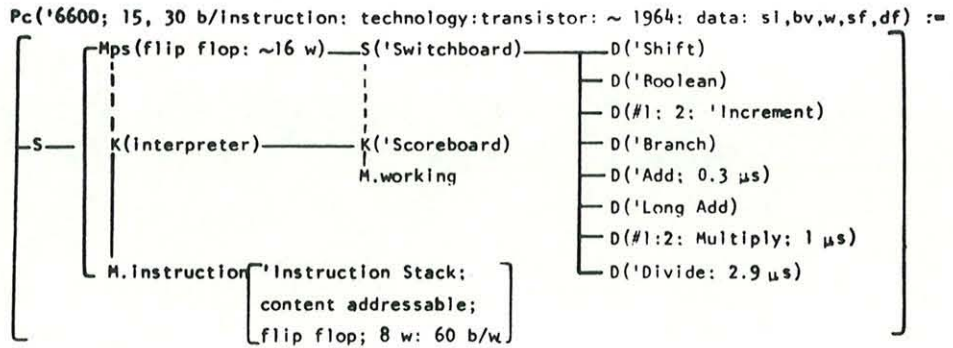 Pc('6600; 15, 30 b/instruction: technology:transistor: ~ 1964: data: si,bv,w,sf,df) :=
Mps(flip flop: ~16 w) S('Switchboard) D('Shift)
D('Boolean)
D(#1: 2: 'Increment)
S K(interpreter) K('Scoreboard) D('Branch)
M.working D('Add: 0.3 μs)
D('Long Add)
D(#1:2: Multiply; 1 μs)
M.instruction 'Instruction Stack: D('Divide: 2.9 μs)
content addressable;
flip flop; 8 w: 60 b/w